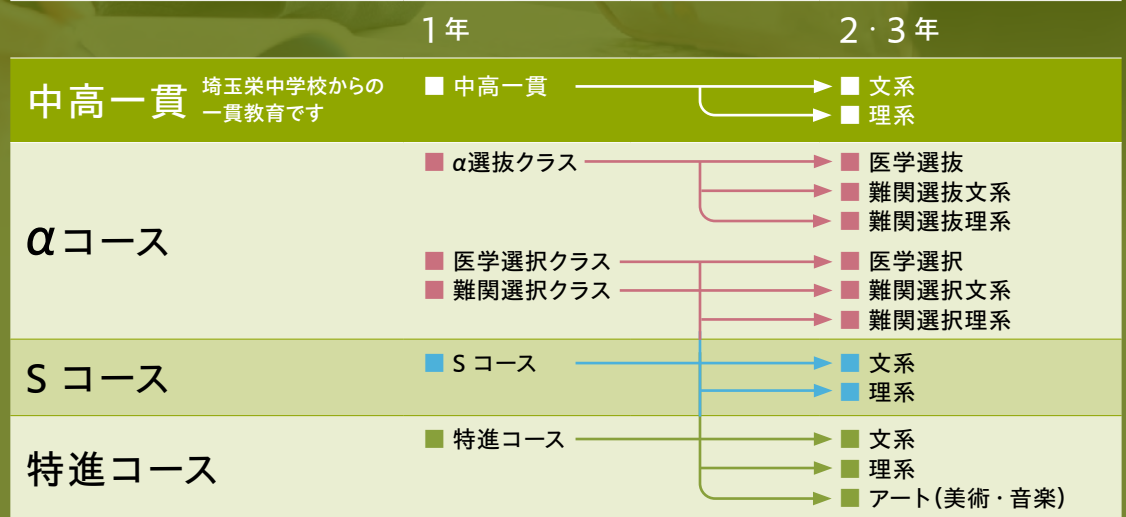 1年
2・3年
中高一貫
埼玉栄中学校からの
一貫教育です
■ 中高一貫
■ 文系
■ 理系
αコース
■ α選抜クラス
■ 医学選抜
■ 難関選抜文系
■ 難関選抜理系
■ 医学選択クラス
■ 医学選択
■ 難関選択クラス
■ 難関選択文系
■ 難関選択理系
S コース
■ S コース
■ 文系
■ 理系
特進コース
■ 特進コース
■ 文系
■ 理系
■ アート(美術・音楽)